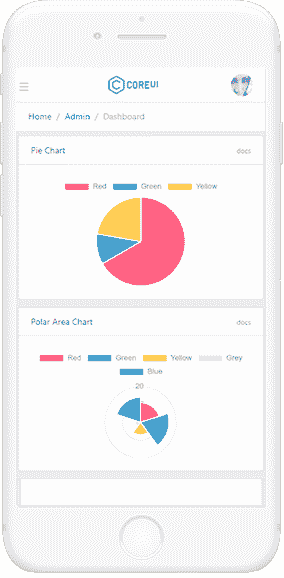 COREUI
Home / Admin / Dashboard
Pie Chart docs
Red Green Yellow
Polar Area Chart docs
Red Green Yellow Grey
Blue
20